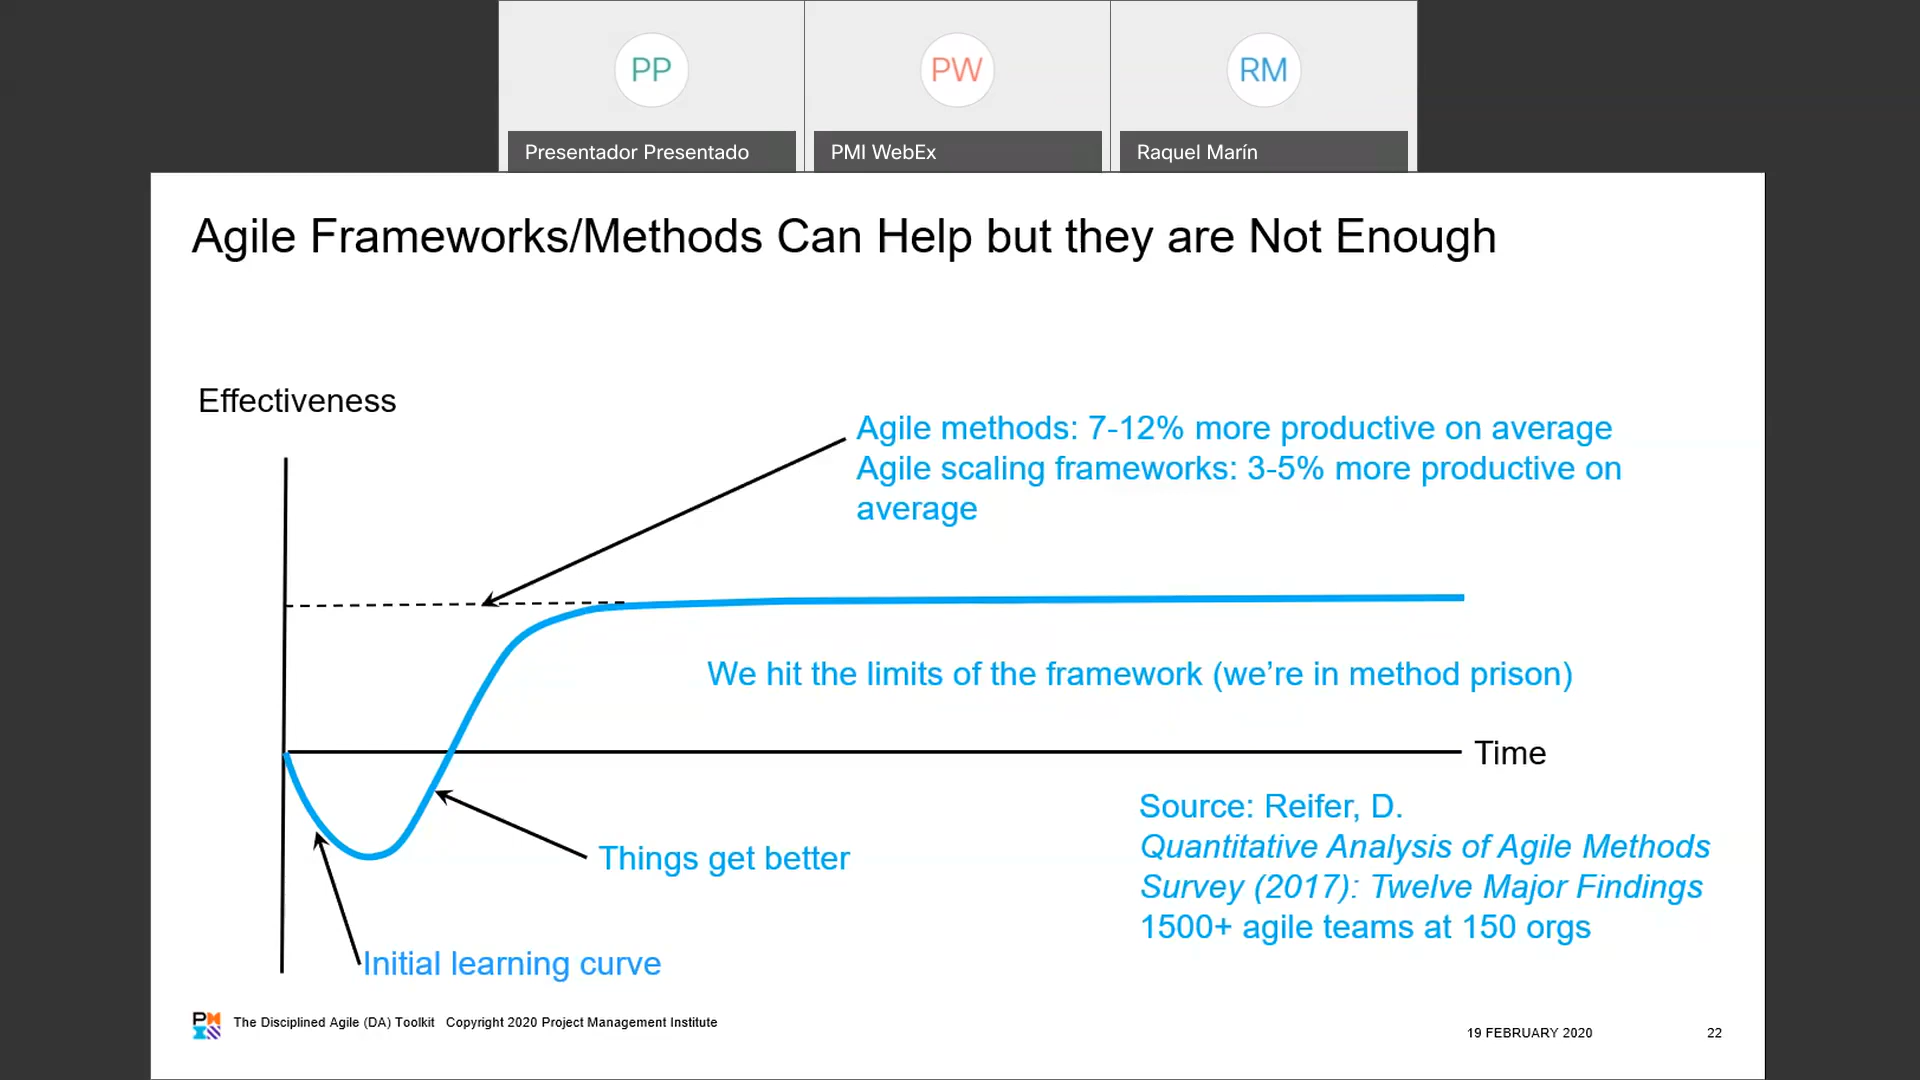 PP
PW
RM
Presentador Presentado
PMI WebEx
Raquel Marín
Agile Frameworks/Methods Can Help but they are Not Enough
Effectiveness
Agile methods: 7-12% more productive on average
Agile scaling frameworks: 3-5% more productive on
average
We hit the limits of the framework (we’re in method prison)
Time
Source: Reifer, D.
Quantitative Analysis of Agile Methods
Survey (2017): Twelve Major Findings
1500+ agile teams at 150 orgs
Things get better
Initial learning curve
The Disciplined Agile (DA) Toolkit Copyright 2020 Project Management Institute
19 FEBRUARY 2020
22